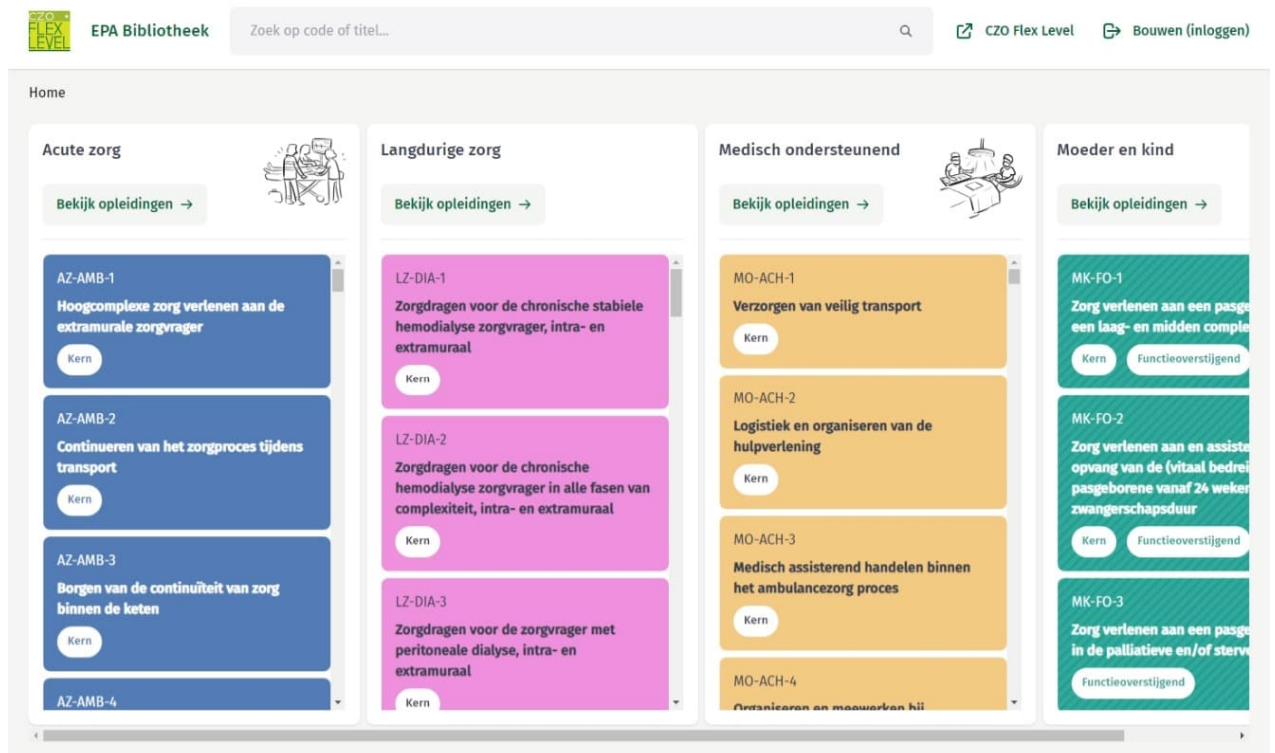 CZO
FLEX
LEVEL
EPA Bibliotheek
Zoek op code of titel...
CZO Flex Level
Bouwen (inloggen)
Home
Acute zorg
Bekijk opleidingen →
AZ-AMB-1
Hoogcomplexe zorg verlenen aan de
extramurale zorgvrager
Kern
AZ-AMB-2
Continueren van het zorgproces tijdens
transport
Kern
AZ-AMB-3
Borgen van de continuïteit van zorg
binnen de keten
Kern
AZ-AMB-4
Langdurige zorg
Bekijk opleidingen →
LZ-DIA-1
Zorgdragen voor de chronische stabiele
hemodialyse zorgvrager, intra- en
extramuraal
Kern
LZ-DIA-2
Zorgdragen voor de chronische
hemodialyse zorgvrager in alle fasen van
complexiteit, intra- en extramuraal
Kern
LZ-DIA-3
Zorgdragen voor de zorgvrager met
peritoneale dialyse, intra- en
extramuraal
Kern
Medisch ondersteunend
Bekijk opleidingen →
MO-ACH-1
Verzorgen van veilig transport
Kern
MO-ACH-2
Logistiek en organiseren van de
hulpverlening
Kern
MO-ACH-3
Medisch assisterend handelen binnen
het ambulancezorg proces
Kern
MO-ACH-4
Organiseren en meewerken bij
Moeder en kind
Bekijk opleidingen →
MK-FO-1
Zorg verlenen aan een pasge
een laag- en midden comple
Kern
Functieoverstijgend
MK-FO-2
Zorg verlenen aan en assiste
opvang van de (vitaal bedrei
pasgeborene vanaf 24 weken
zwangerschapsduur
Kern
Functieoverstijgend
MK-FO-3
Zorg verlenen aan een pasge
in de palliatieve en/of sterve
Functieoverstijgend